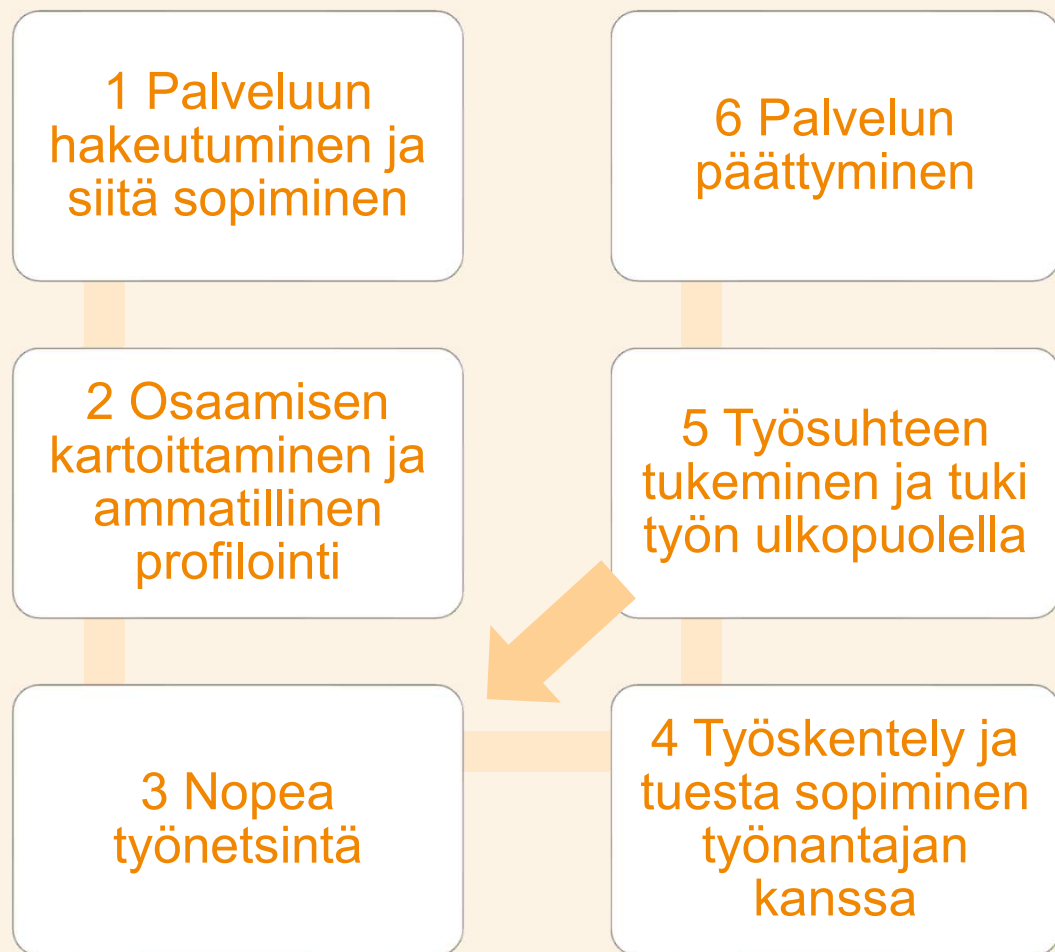 1 Palveluun
hakeutuminen ja
siitä sopiminen
2 Osaamisen
kartoittaminen ja
ammatillinen
profilointi
3 Nopea
työnetsintä
4 Työskentely ja
tuesta sopiminen
työnantajan
kanssa
5 Työsuhteen
tukeminen ja tuki
työn ulkopuolella
6 Palvelun
päättyminen